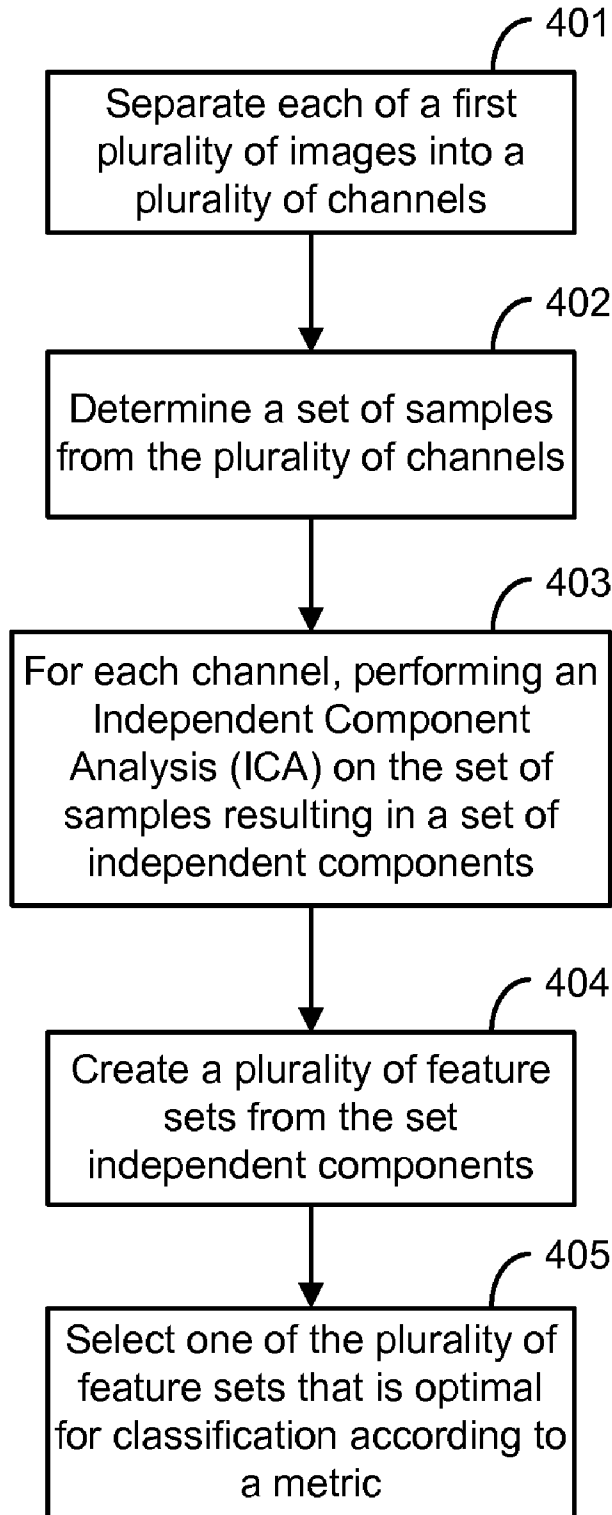 401
Separate each of a first
plurality of images into a
plurality of channels
402
Determine a set of samples
from the plurality of channels
403
For each channel, performing an
Independent Component
Analysis (ICA) on the set of
samples resulting in a set of
independent components
404
Create a plurality of feature
sets from the set
independent components
405
Select one of the plurality of
feature sets that is optimal
for classification according to
a metric